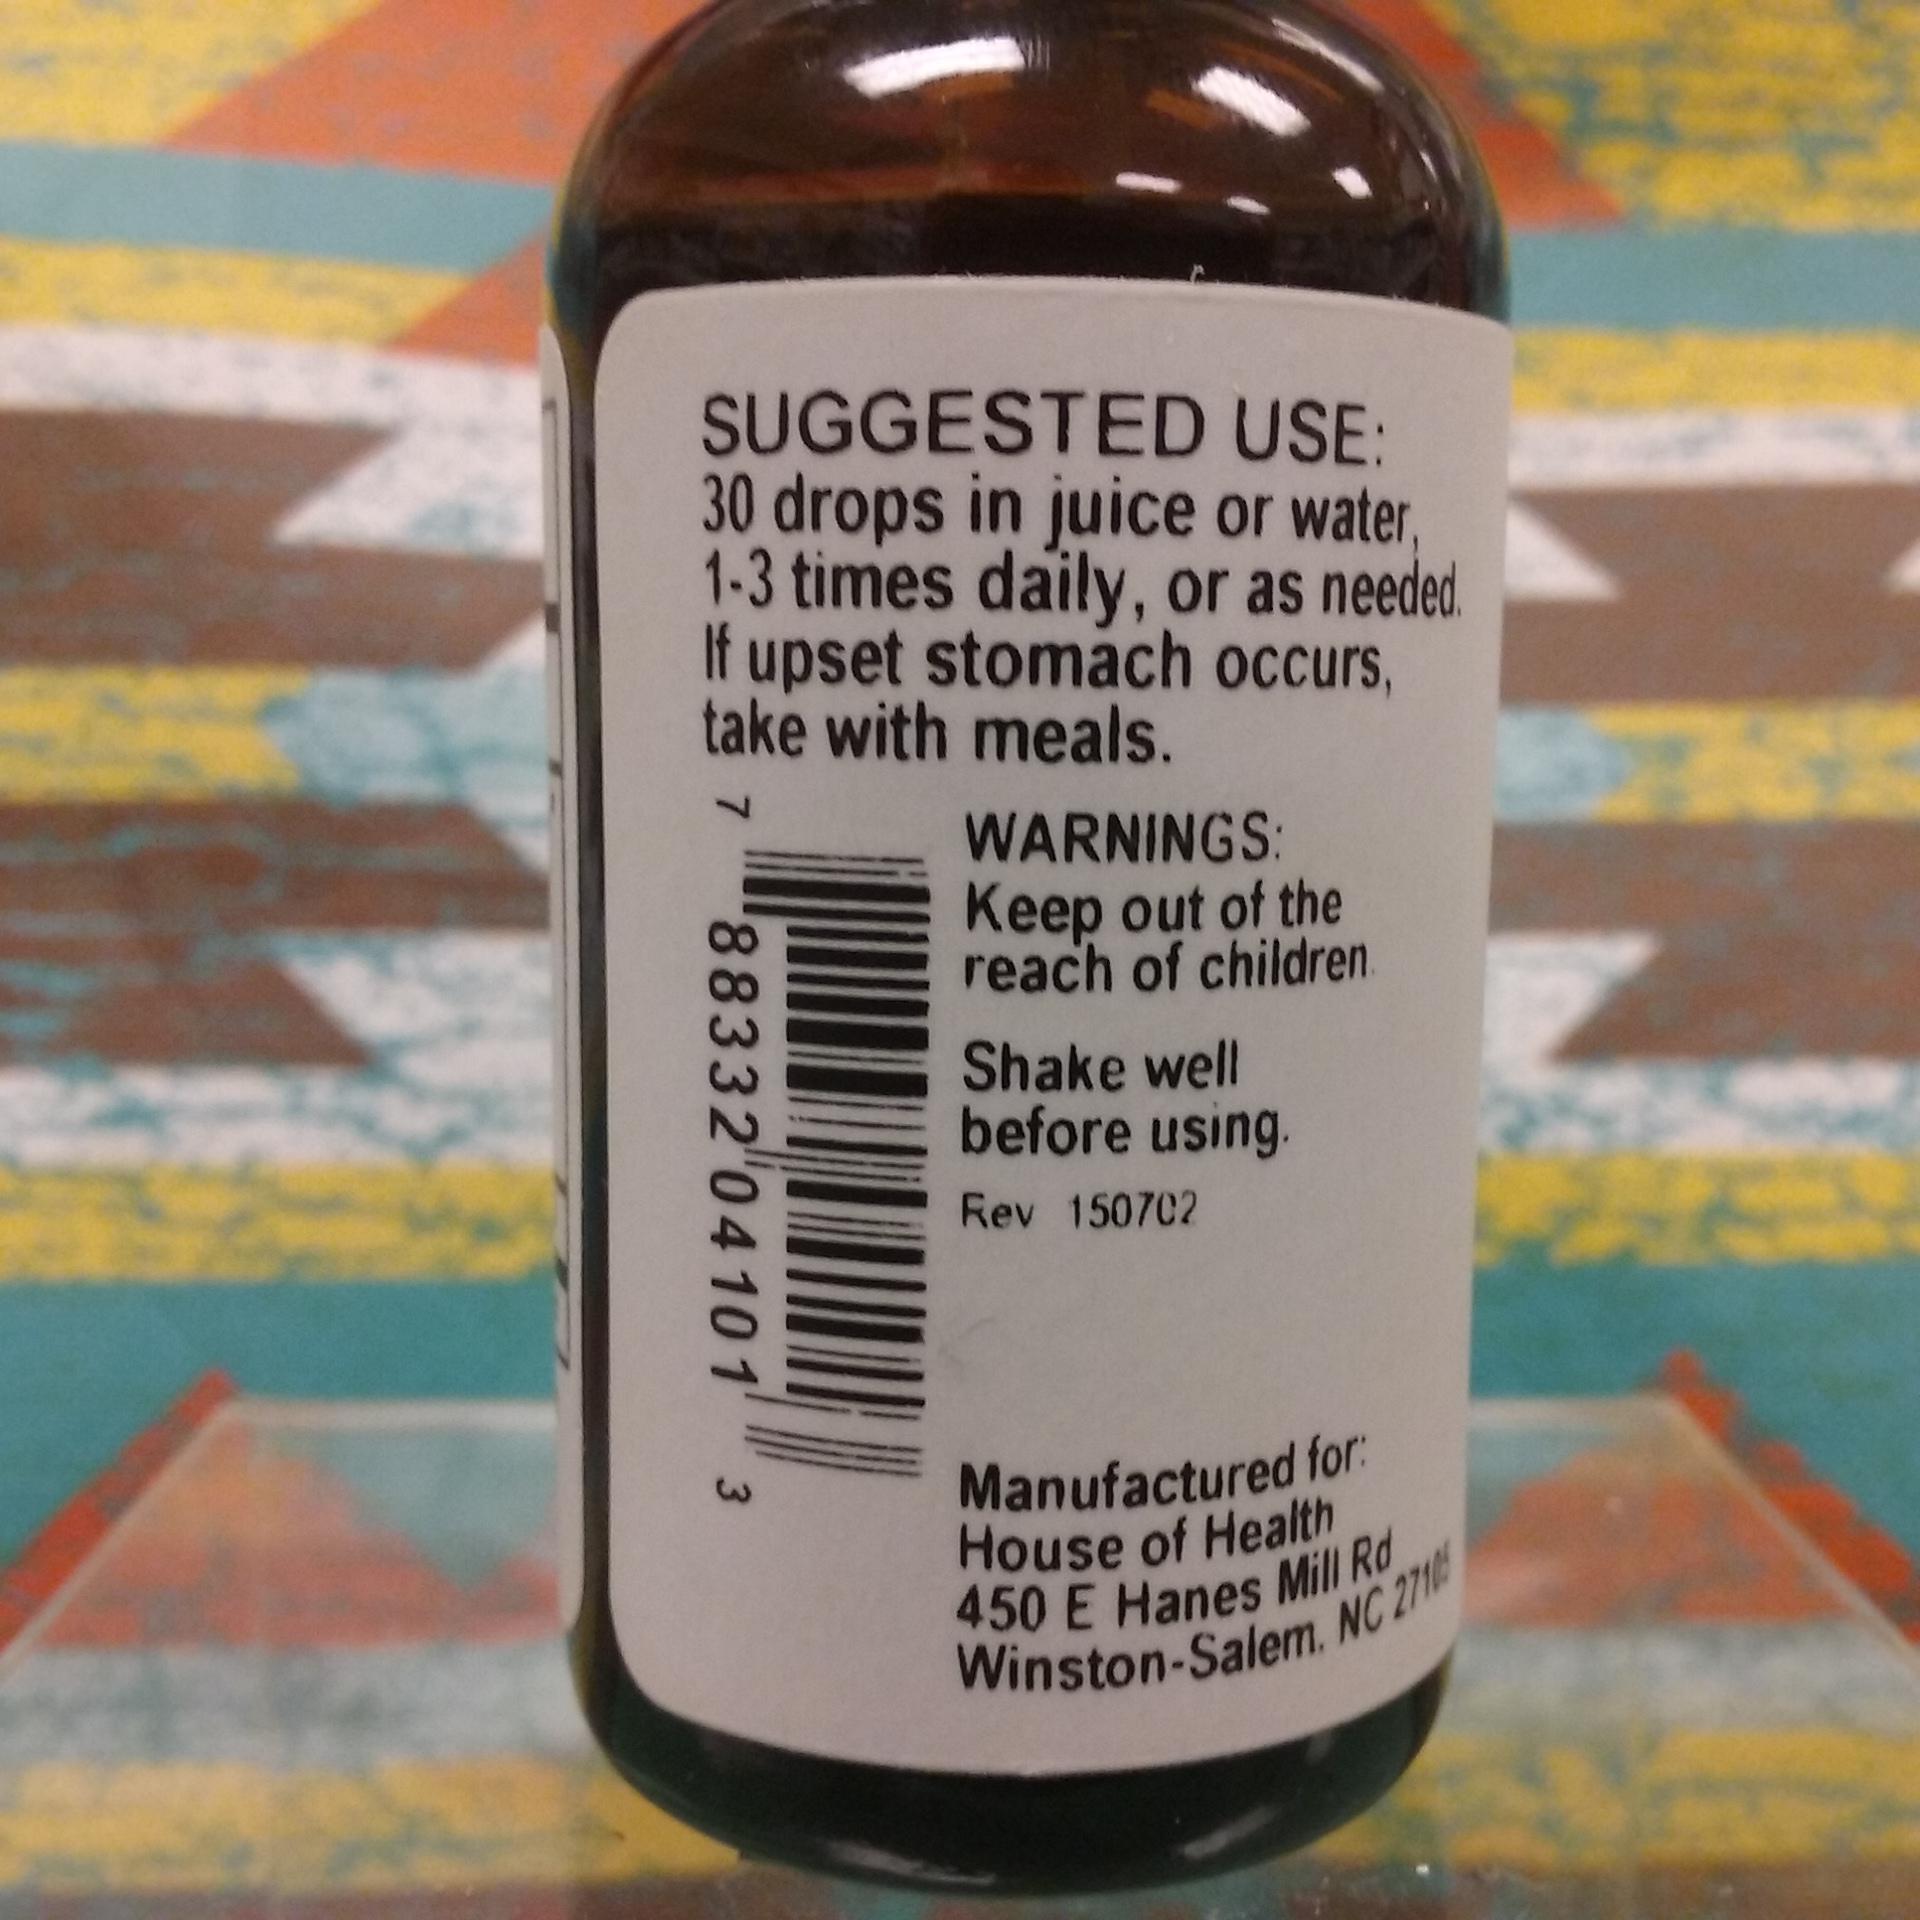 SUGGESTED USE:
30 drops in juice or water,
1-3 times daily, or as needed.
If upset stomach occurs,
take with meals.
7 88332 04101 3
WARNINGS:
Keep out of the
reach of children.
Shake well
before using.
Rev 150702
Manufactured for:
House of Health
450 E Hanes Mill Rd
Winston-Salem. NC 27105